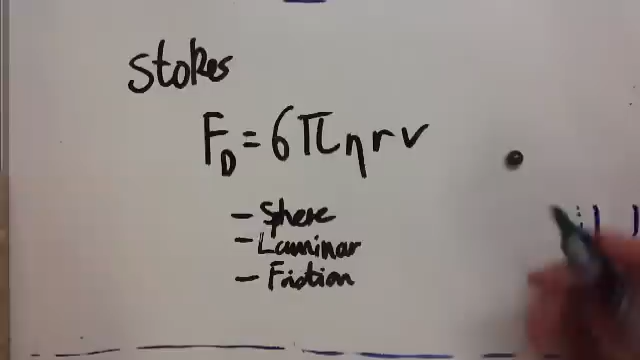 Stokes
F_D = 6πηrv
- Sphere
- Laminar
- Friction